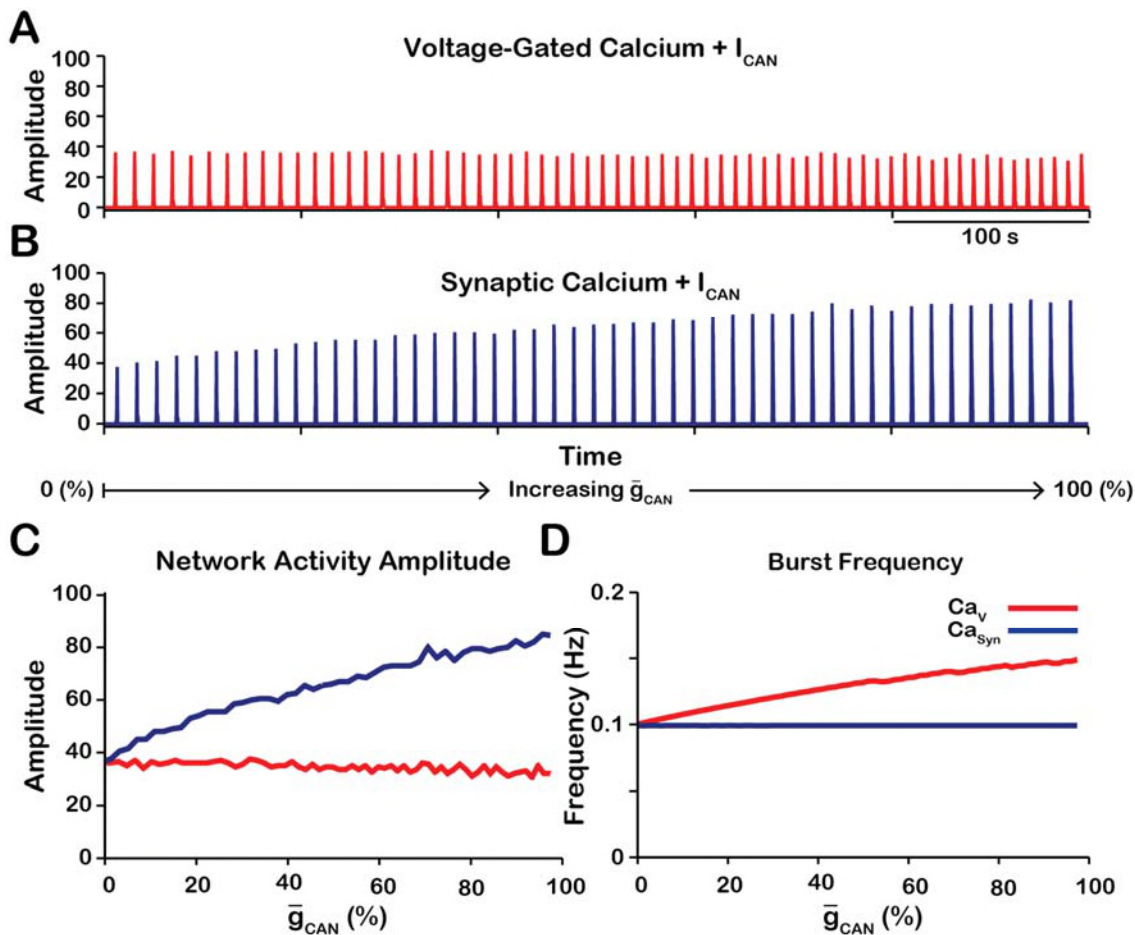 A
Voltage-Gated Calcium + I_CAN
100
80
60
40
20
0
Amplitude
100 s
B
Synaptic Calcium + I_CAN
100
80
60
40
20
0
Amplitude
Time
0 (%) Increasing g̅_CAN 100 (%)
C
Network Activity Amplitude
100
80
60
40
20
0
Amplitude
0 20 40 60 80 100
g̅_CAN (%)
D
Burst Frequency
0.2
0.1
0
Frequency (Hz)
Ca_V
Ca_Syn
0 20 40 60 80 100
g̅_CAN (%)